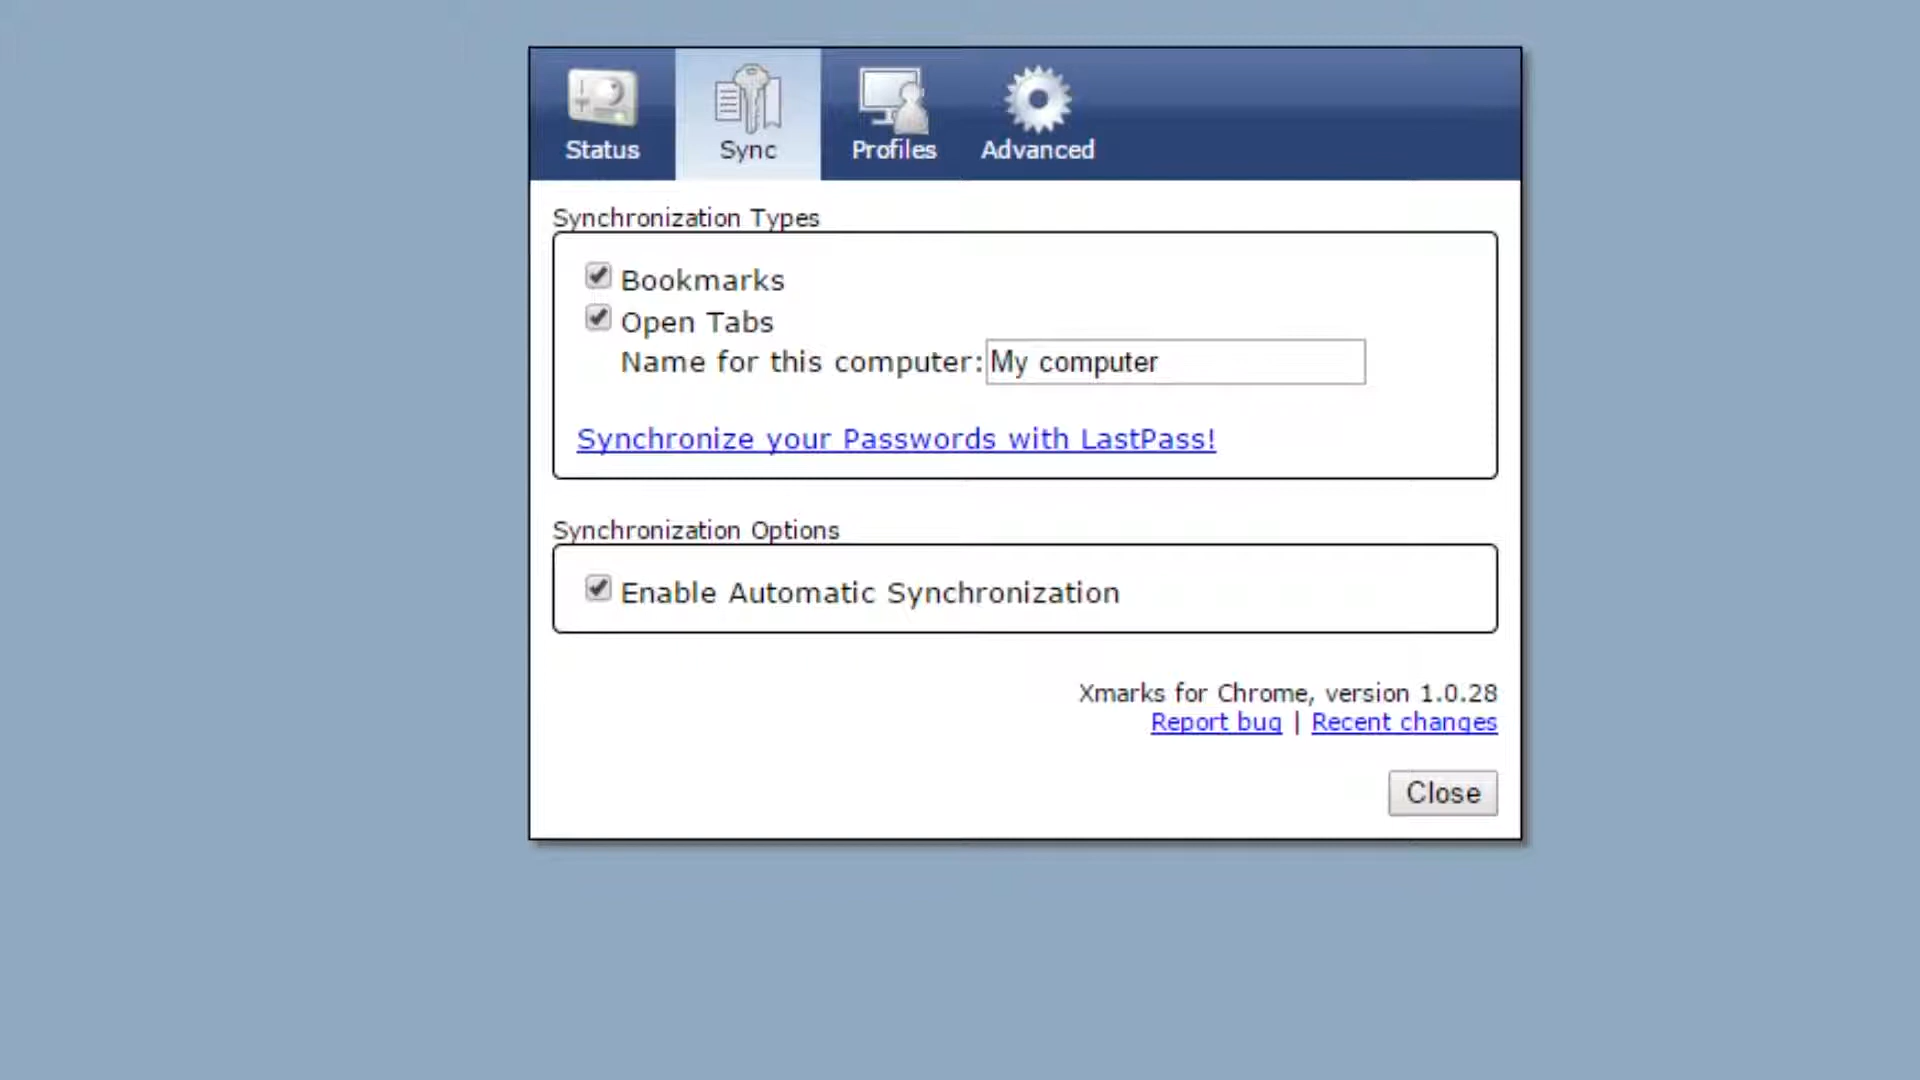 Status
Sync
Profiles
Advanced
Synchronization Types
Bookmarks
Open Tabs
Name for this computer: My computer
Synchronize your Passwords with LastPass!
Synchronization Options
Enable Automatic Synchronization
Xmarks for Chrome, version 1.0.28
Report bug | Recent changes
Close